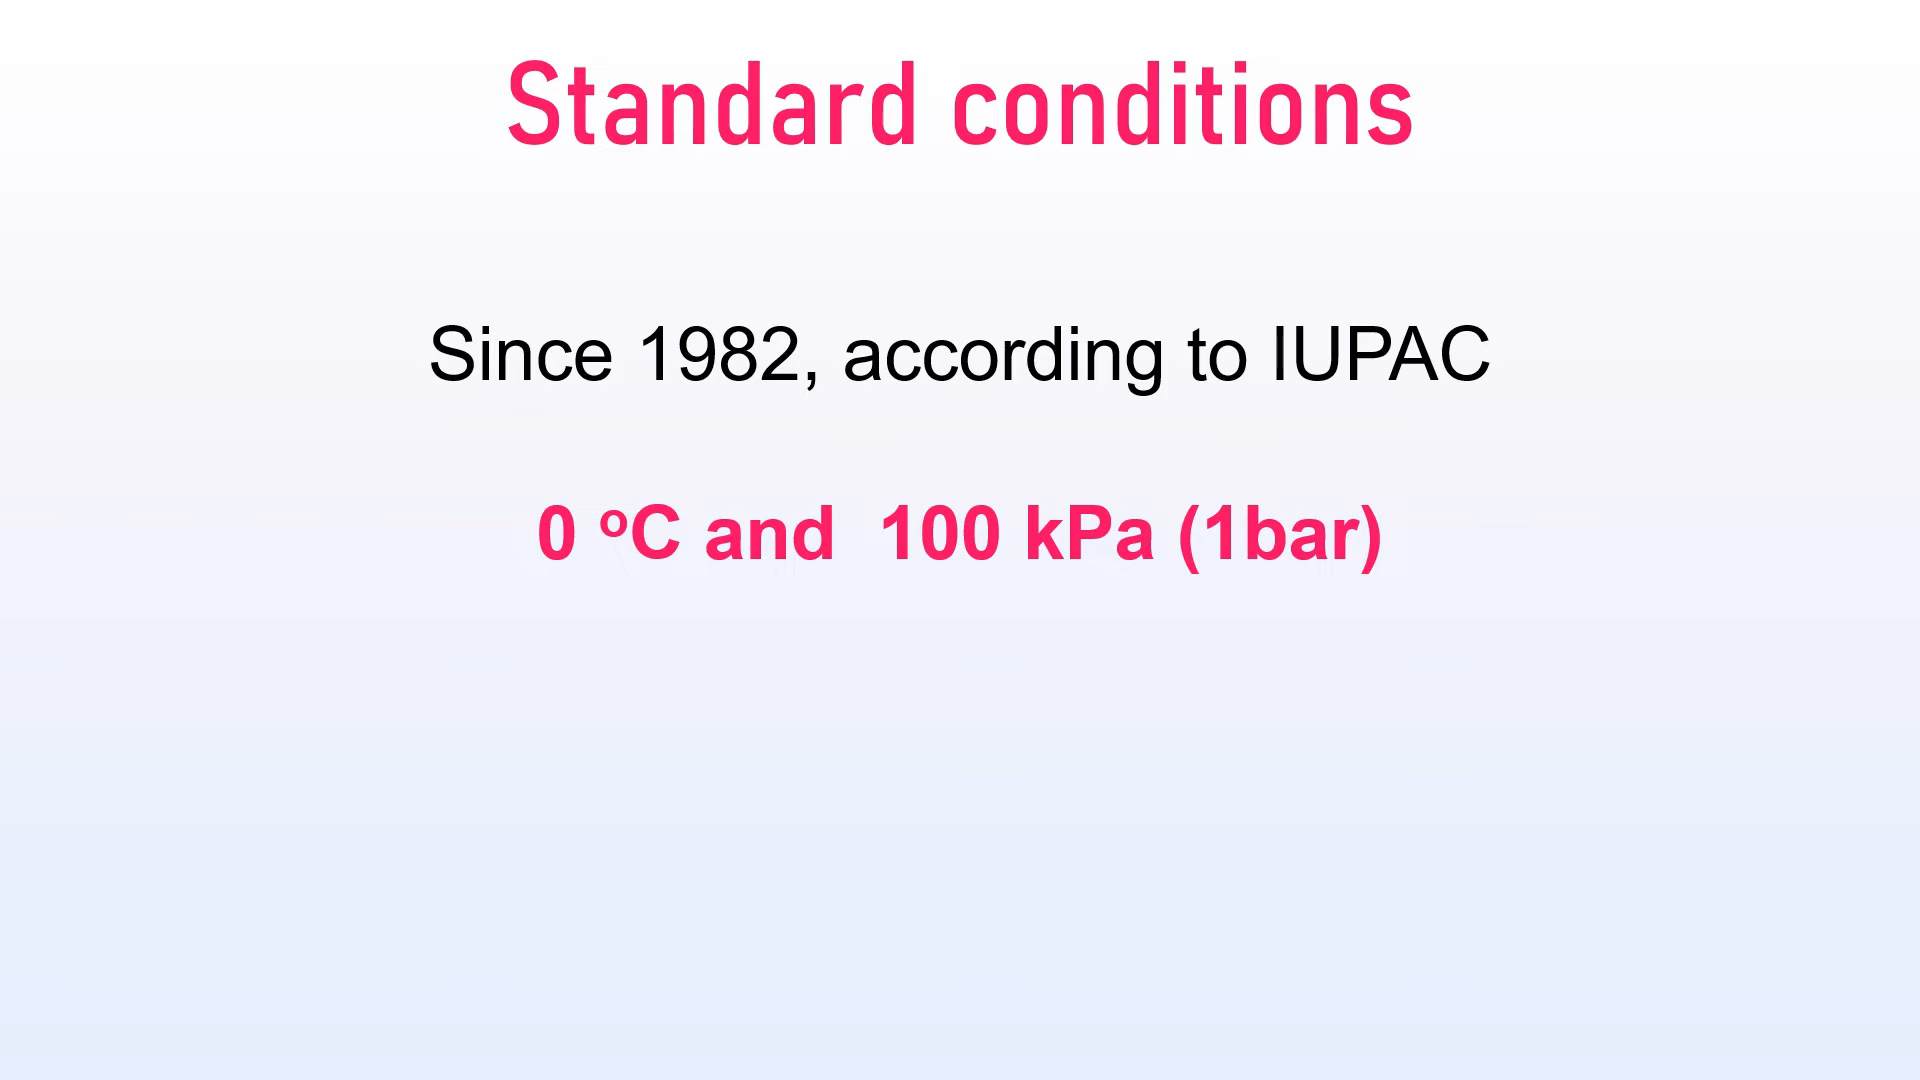 Standard conditions
Since 1982, according to IUPAC
0 ºC and  100 kPa (1bar)